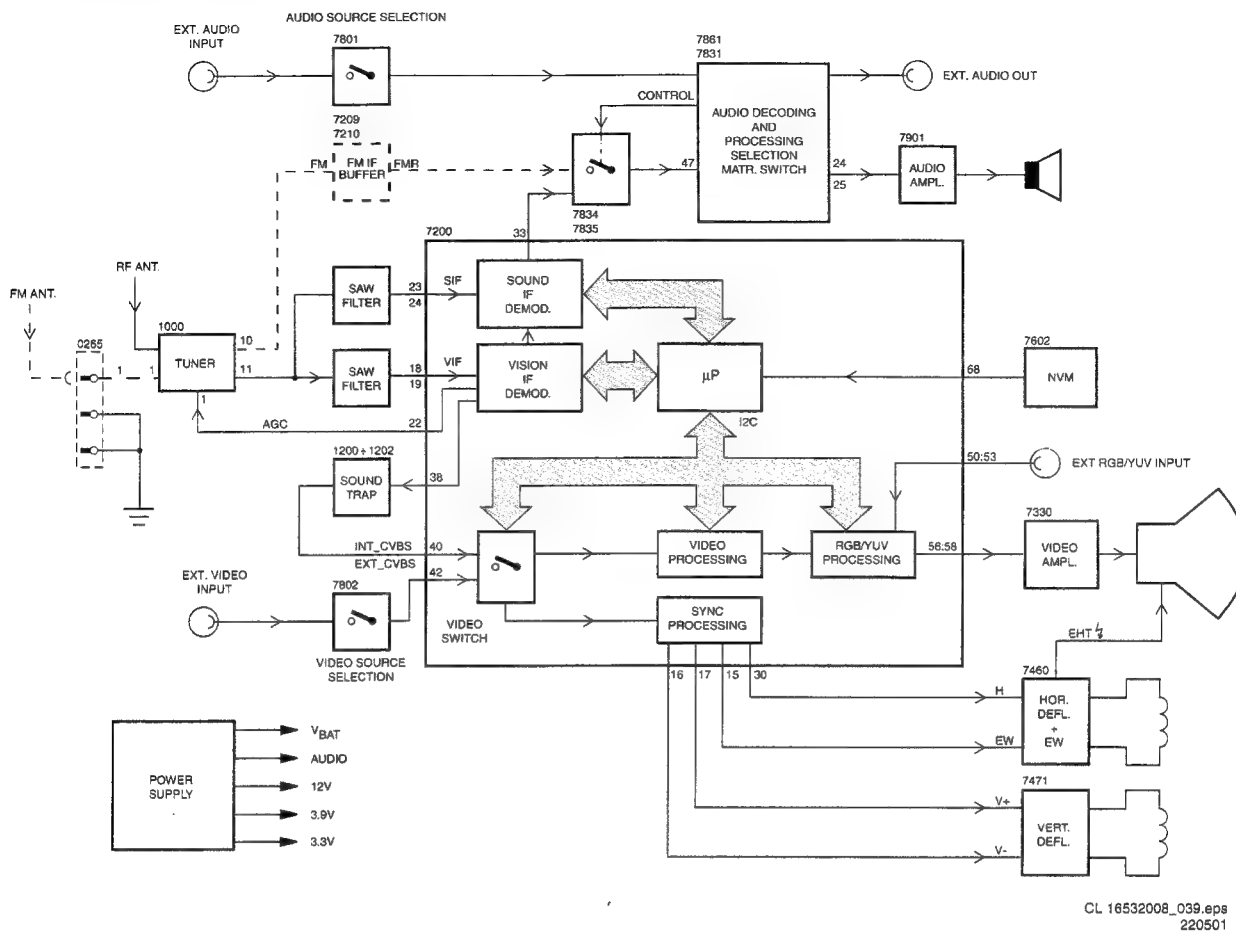 AUDIO SOURCE SELECTION
EXT. AUDIO
INPUT
7801
7861
7831
EXT. AUDIO OUT
CONTROL
AUDIO DECODING
AND
PROCESSING
SELECTION
MATR. SWITCH
7209
7210
FM
FM IF
BUFFER
FMR
47
24
25
7901
AUDIO
AMPL.
7834
7835
7200
33
RF ANT.
FM ANT.
SAW
FILTER
23
24
SIF
SOUND
IF
DEMOD.
0265
1000
10
1
1
TUNER
11
1
SAW
FILTER
18
19
VIF
VISION
IF
DEMOD.
µP
I2C
68
7602
NVM
AGC
22
1200÷1202
SOUND
TRAP
38
50:53
EXT RGB/YUV INPUT
INT_CVBS
40
EXT_CVBS
42
VIDEO
PROCESSING
RGB/YUV
PROCESSING
56:58
7330
VIDEO
AMPL.
EXT. VIDEO
INPUT
7802
VIDEO
SWITCH
SYNC
PROCESSING
VIDEO SOURCE
SELECTION
EHT
16
17
15
30
7460
H
EW
HOR.
DEFL.
+
EW
POWER
SUPPLY
VBAT
AUDIO
12V
3.9V
3.3V
7471
V+
V-
VERT.
DEFL.
CL 16532008_039.eps
220501